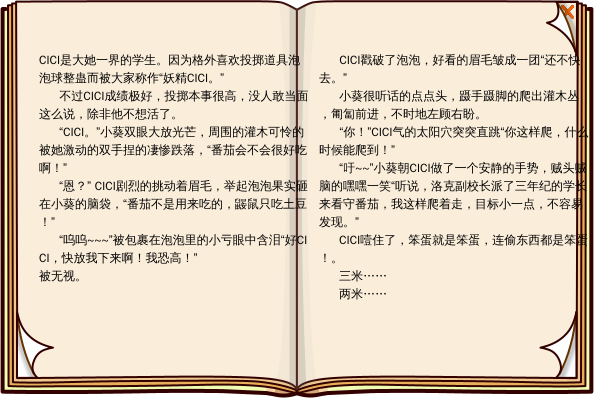 CICI是大她一界的学生。因为格外喜欢投掷道具泡
泡球整蛊而被大家称作“妖精CICI。”
不过CICI成绩极好，投掷本事很高，没人敢当面
这么说，除非他不想活了。
“CICI。”小葵双眼大放光芒，周围的灌木可怜的
被她激动的双手捏的凄惨跌落，“番茄会不会很好吃
啊！”
“恩？” CICI剧烈的挑动着眉毛，举起泡泡果实砸
在小葵的脑袋，“番茄不是用来吃的，鼹鼠只吃土豆
！”
“呜呜~~~”被包裹在泡泡里的小亏眼中含泪“好CI
CI，快放我下来啊！我恐高！”
被无视。
CICI戳破了泡泡，好看的眉毛皱成一团“还不快
去。”
小葵很听话的点点头，蹑手蹑脚的爬出灌木丛
，匍匐前进，不时地左顾右盼。
“你！”CICI气的太阳穴突突直跳“你这样爬，什么
时候能爬到！”
“吁~~”小葵朝CICI做了一个安静的手势，贼头贼
脑的嘿嘿一笑“听说，洛克副校长派了三年纪的学长
来看守番茄，我这样爬着走，目标小一点，不容易
发现。”
CICI噎住了，笨蛋就是笨蛋，连偷东西都是笨蛋
！。
三米……
两米……